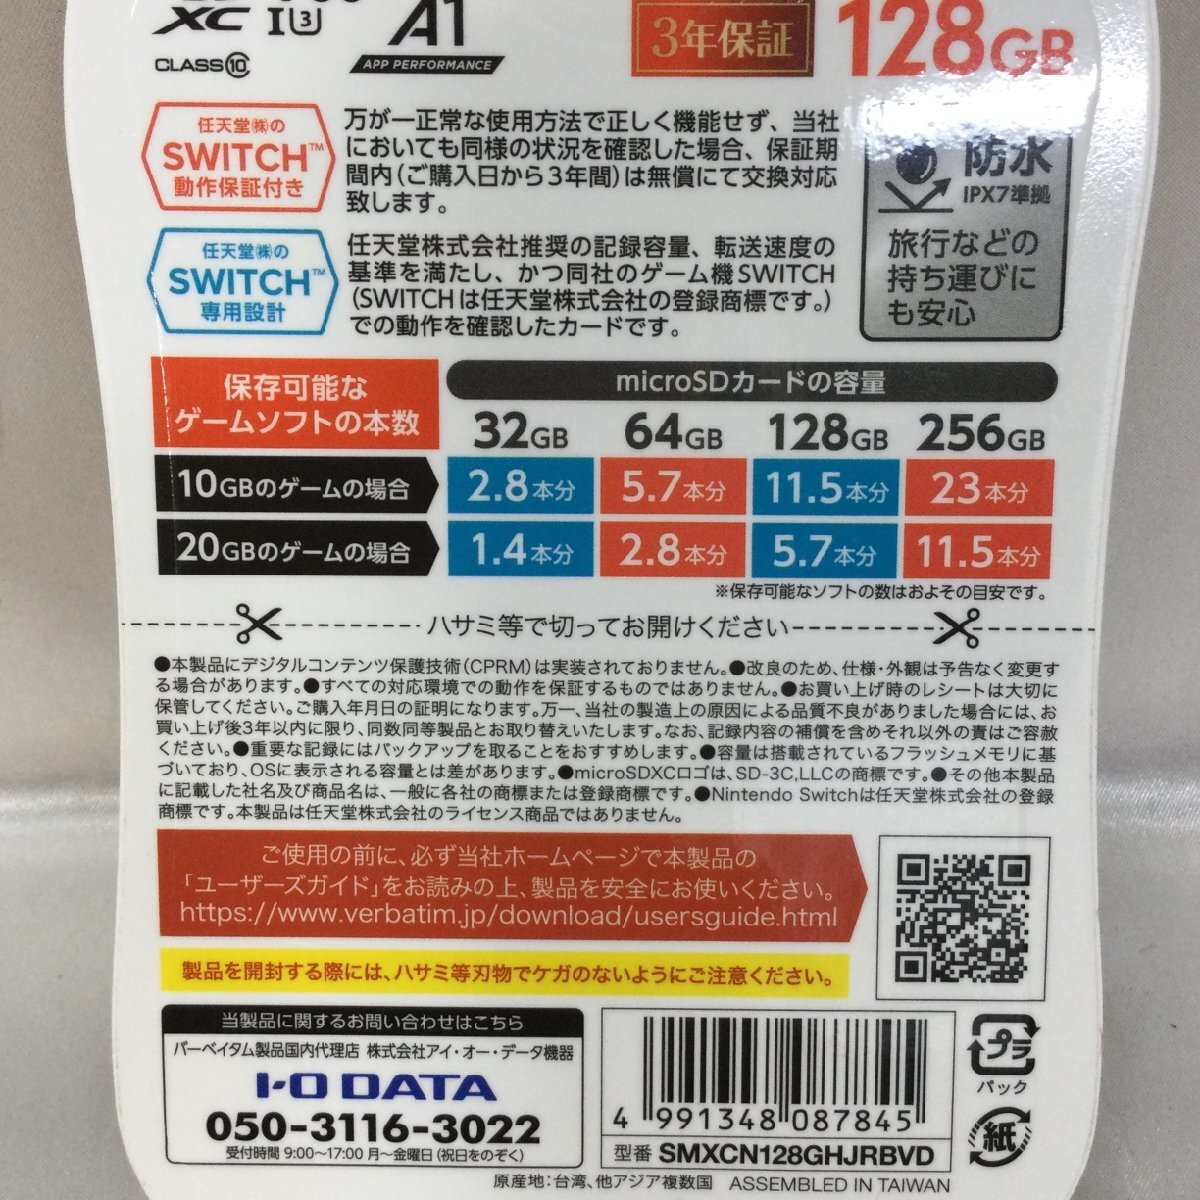 XC I U3 A1
CLASS10 APP PERFORMANCE
3年保証
128GB
任天堂㈱の
SWITCH™
動作保証付き
万が一正常な使用方法で正しく機能せず、当社
においても同様の状況を確認した場合、保証期
間内(ご購入日から3年間)は無償にて交換対応
致します。
防水
IPX7準拠
旅行などの
持ち運びに
も安心
任天堂㈱の
SWITCH™
専用設計
任天堂株式会社推奨の記録容量、転送速度の
基準を満たし、かつ同社のゲーム機SWITCH
(SWITCHは任天堂株式会社の登録商標です。)
での動作を確認したカードです。
保存可能な
ゲームソフトの本数
microSDカードの容量
32GB 64GB 128GB 256GB
10GBのゲームの場合 2.8本分 5.7本分 11.5本分 23本分
20GBのゲームの場合 1.4本分 2.8本分 5.7本分 11.5本分
※保存可能なソフトの数はおよその目安です。
ハサミ等で切ってお開けください
●本製品にデジタルコンテンツ保護技術(CPRM)は実装されておりません。●改良のため、仕様・外観は予告なく変更す
る場合があります。●すべての対応環境での動作を保証するものではありません。●お買い上げ時のレシートは大切に
保管してください。ご購入年月日の証明になります。万一、当社の製造上の原因による品質不良がありました場合には、お
買い上げ後3年以内に限り、同数同等製品とお取り替えいたします。なお、記録内容の補償を含めそれ以外の責はご容赦
ください。●重要な記録にはバックアップを取ることをおすすめします。●容量は搭載されているフラッシュメモリに基
づいており、OSに表示される容量とは差があります。●microSDXCロゴは、SD-3C,LLCの商標です。●その他本製品
に記載した社名及び商品名は、一般に各社の商標または登録商標です。●Nintendo Switchは任天堂株式会社の登録
商標です。本製品は任天堂株式会社のライセンス商品ではありません。
ご使用の前に、必ず当社ホームページで本製品の
「ユーザーズガイド」をお読みの上、製品を安全にお使いください。
https://www.verbatim.jp/download/usersguide.html
製品を開封する際には、ハサミ等刃物でケガのないようにご注意ください。
当製品に関するお問い合わせはこちら
バーベイタム製品国内代理店 株式会社アイ・オー・データ機器
I-O DATA
050-3116-3022
受付時間 9:00〜17:00 月〜金曜日(祝日をのぞく)
4 991348 087845
型番 SMXCN128GHJRBVD
プラ
パック
紙
原産地:台湾、他アジア複数国 ASSEMBLED IN TAIWAN